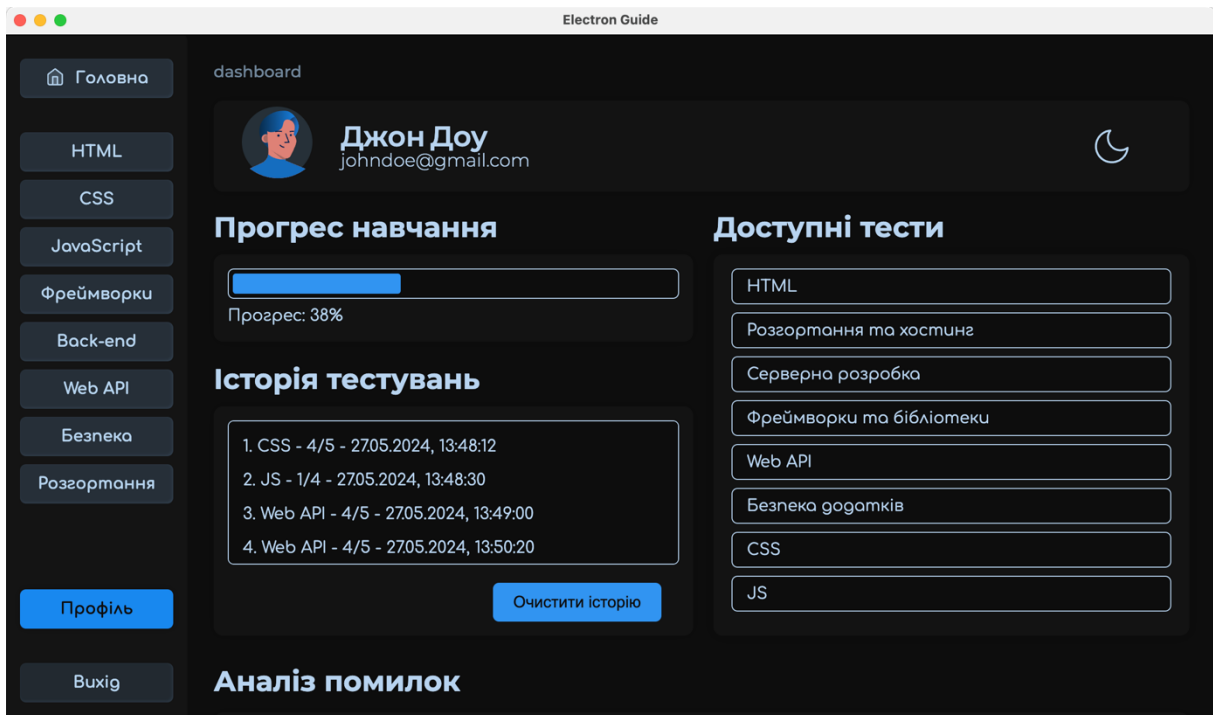 Electron Guide
Головна
HTML
CSS
JavaScript
Фреймворки
Back-end
Web API
Безпека
Розгортання
Профіль
Вихід
dashboard
Джон Доу
johndoe@gmail.com
Прогрес навчання
Прогрес: 38%
Історія тестувань
1. CSS - 4/5 - 27.05.2024, 13:48:12
2. JS - 1/4 - 27.05.2024, 13:48:30
3. Web API - 4/5 - 27.05.2024, 13:49:00
4. Web API - 4/5 - 27.05.2024, 13:50:20
Очистити історію
Доступні тести
HTML
Розгортання та хостинг
Серверна розробка
Фреймворки та бібліотеки
Web API
Безпека додатків
CSS
JS
Аналіз помилок